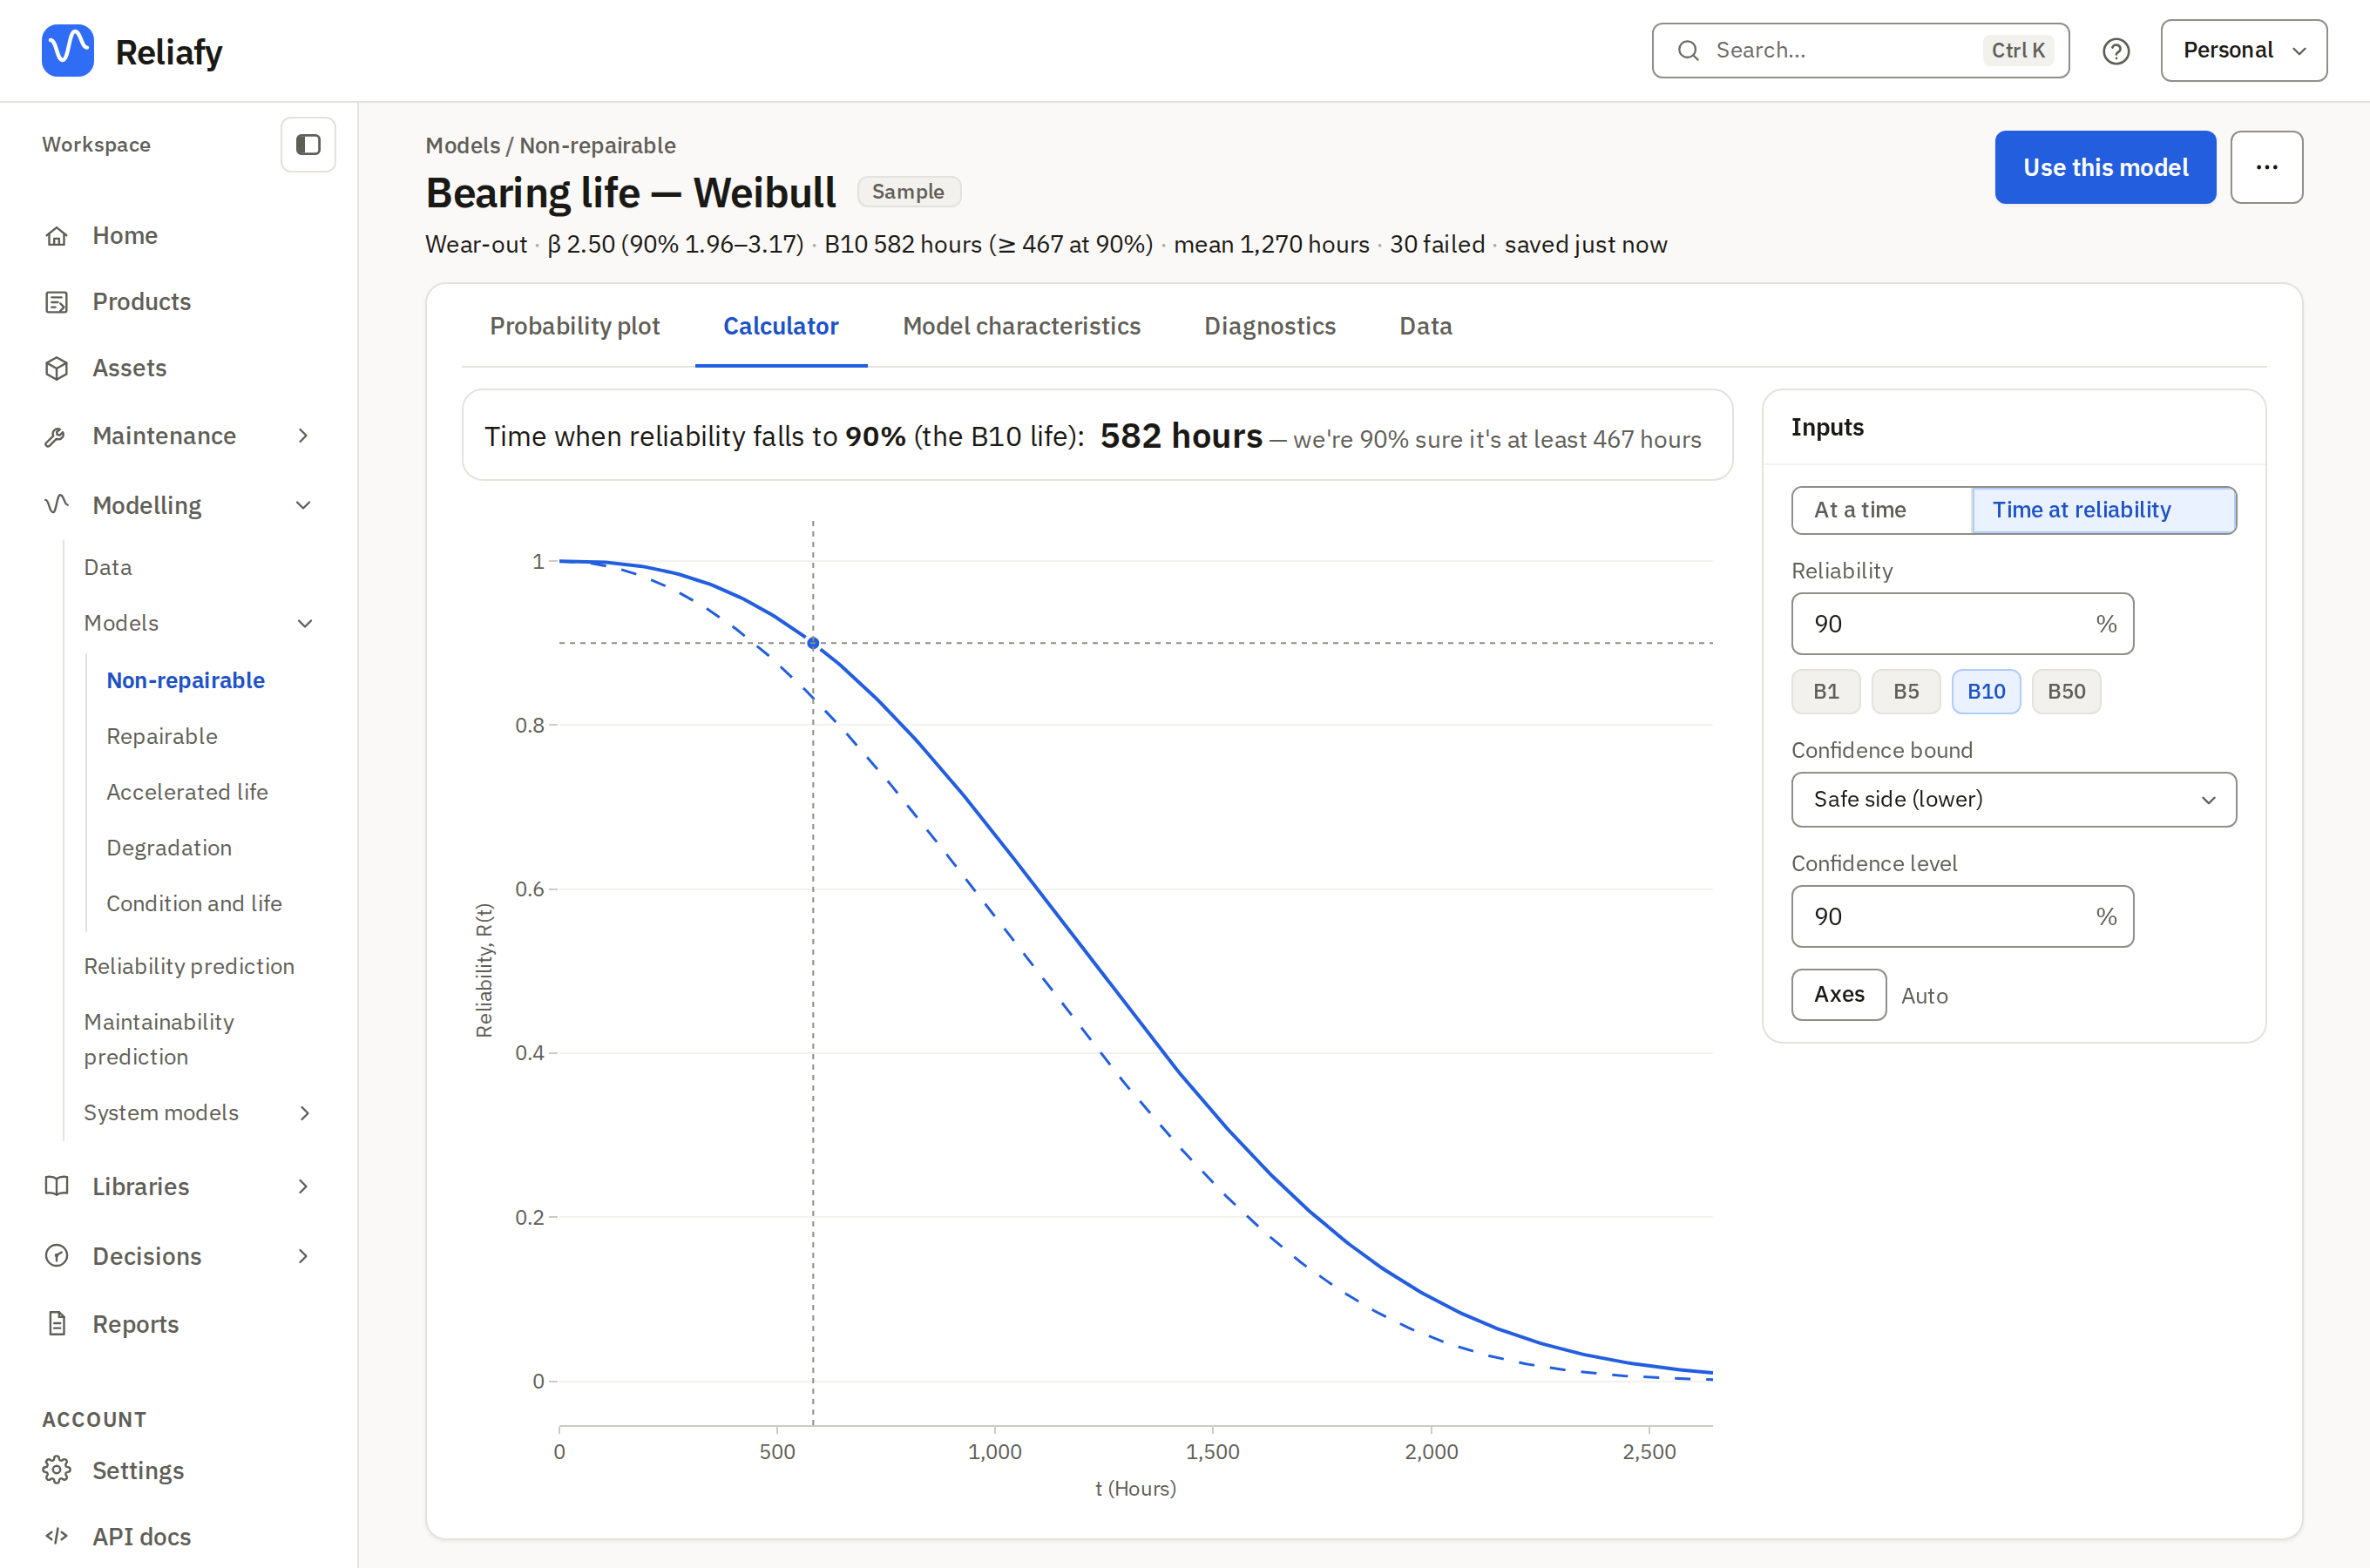 Reliafy
Search...
Ctrl K
Personal
Workspace
Home
Products
Assets
Maintenance
Modelling
Data
Models
Non-repairable
Repairable
Accelerated life
Degradation
Condition and life
Reliability prediction
Maintainability
prediction
System models
Libraries
Decisions
Reports
ACCOUNT
Settings
API docs
Models / Non-repairable
Bearing life — Weibull
Sample
Wear-out · β 2.50 (90% 1.96–3.17) · B10 582 hours (≥ 467 at 90%) · mean 1,270 hours · 30 failed · saved just now
Use this model
Probability plot
Calculator
Model characteristics
Diagnostics
Data
Time when reliability falls to 90% (the B10 life): 582 hours — we're 90% sure it's at least 467 hours
Reliability, R(t)
1
0.8
0.6
0.4
0.2
0
0
500
1,000
1,500
2,000
2,500
t (Hours)
Inputs
At a time
Time at reliability
Reliability
90 %
B1
B5
B10
B50
Confidence bound
Safe side (lower)
Confidence level
90 %
Axes
Auto